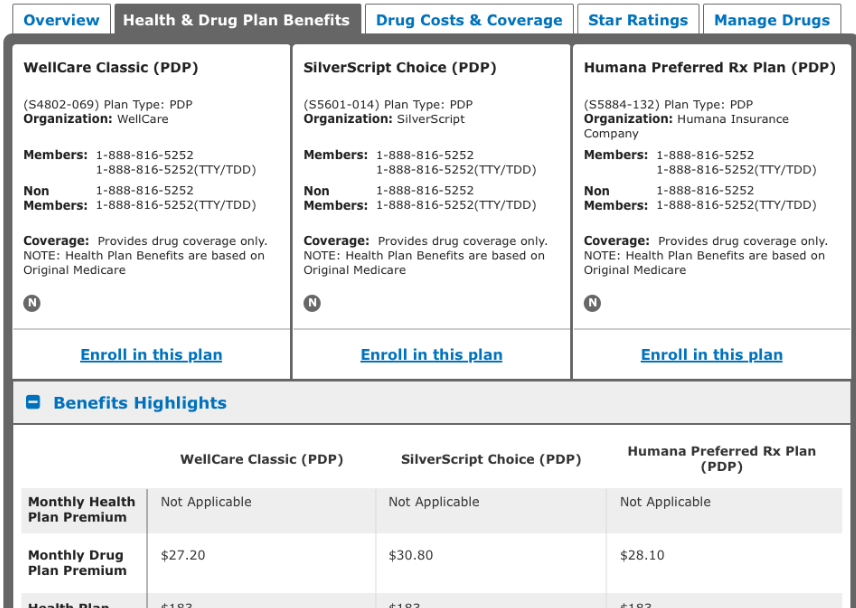 Overview
Health & Drug Plan Benefits
Drug Costs & Coverage
Star Ratings
Manage Drugs
WellCare Classic (PDP)
(S4802-069) Plan Type: PDP
Organization: WellCare
Members: 1-888-816-5252
1-888-816-5252(TTY/TDD)
Non 1-888-816-5252
Members: 1-888-816-5252(TTY/TDD)
Coverage: Provides drug coverage only.
NOTE: Health Plan Benefits are based on
Original Medicare
N
Enroll in this plan
SilverScript Choice (PDP)
(S5601-014) Plan Type: PDP
Organization: SilverScript
Members: 1-888-816-5252
1-888-816-5252(TTY/TDD)
Non 1-888-816-5252
Members: 1-888-816-5252(TTY/TDD)
Coverage: Provides drug coverage only.
NOTE: Health Plan Benefits are based on
Original Medicare
N
Enroll in this plan
Humana Preferred Rx Plan (PDP)
(S5884-132) Plan Type: PDP
Organization: Humana Insurance
Company
Members: 1-888-816-5252
1-888-816-5252(TTY/TDD)
Non 1-888-816-5252
Members: 1-888-816-5252(TTY/TDD)
Coverage: Provides drug coverage only.
NOTE: Health Plan Benefits are based on
Original Medicare
N
Enroll in this plan
Benefits Highlights
WellCare Classic (PDP) SilverScript Choice (PDP) Humana Preferred Rx Plan
(PDP)
Monthly Health Not Applicable Not Applicable Not Applicable
Plan Premium
Monthly Drug $27.20 $30.80 $28.10
Plan Premium
Health Plan $183 $183 $183